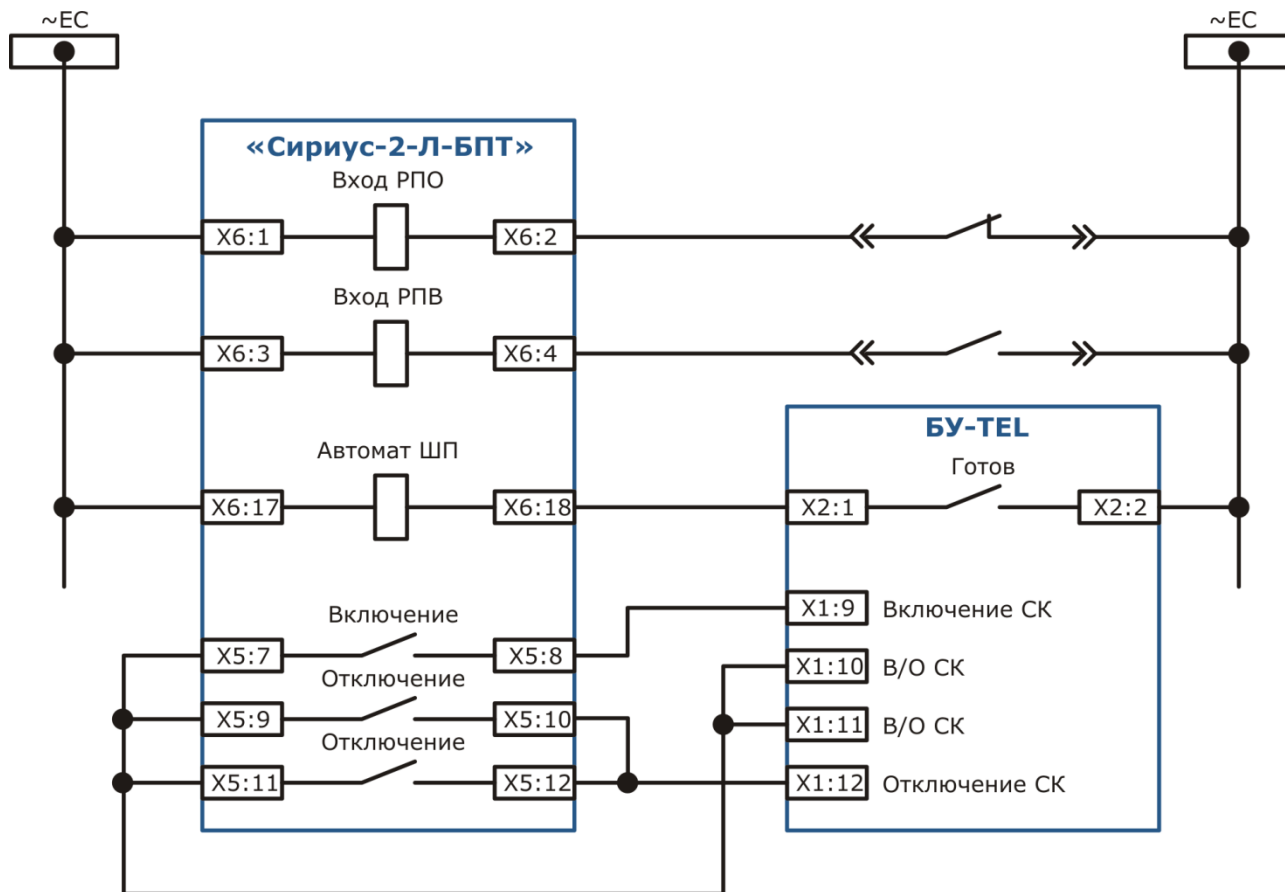 ~ЕС
~ЕС
«Сириус-2-Л-БПТ»
Вход РПО
X6:1
X6:2
Вход РПВ
X6:3
X6:4
БУ-TEL
Автомат ШП
Готов
X6:17
X6:18
X2:1
X2:2
Включение
X1:9 Включение СК
X5:7
X5:8
X1:10 В/О СК
Отключение
X5:9
X5:10
X1:11 В/О СК
Отключение
X5:11
X5:12
X1:12 Отключение СК